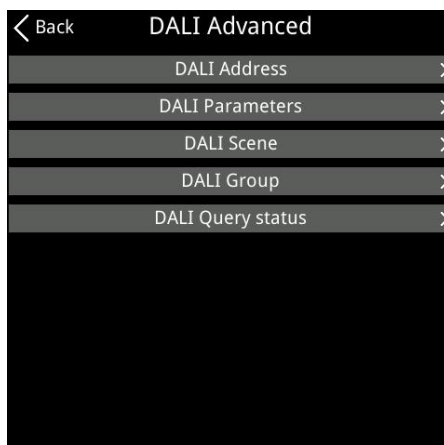 Back
DALI Advanced
DALI Address
DALI Parameters
DALI Scene
DALI Group
DALI Query status